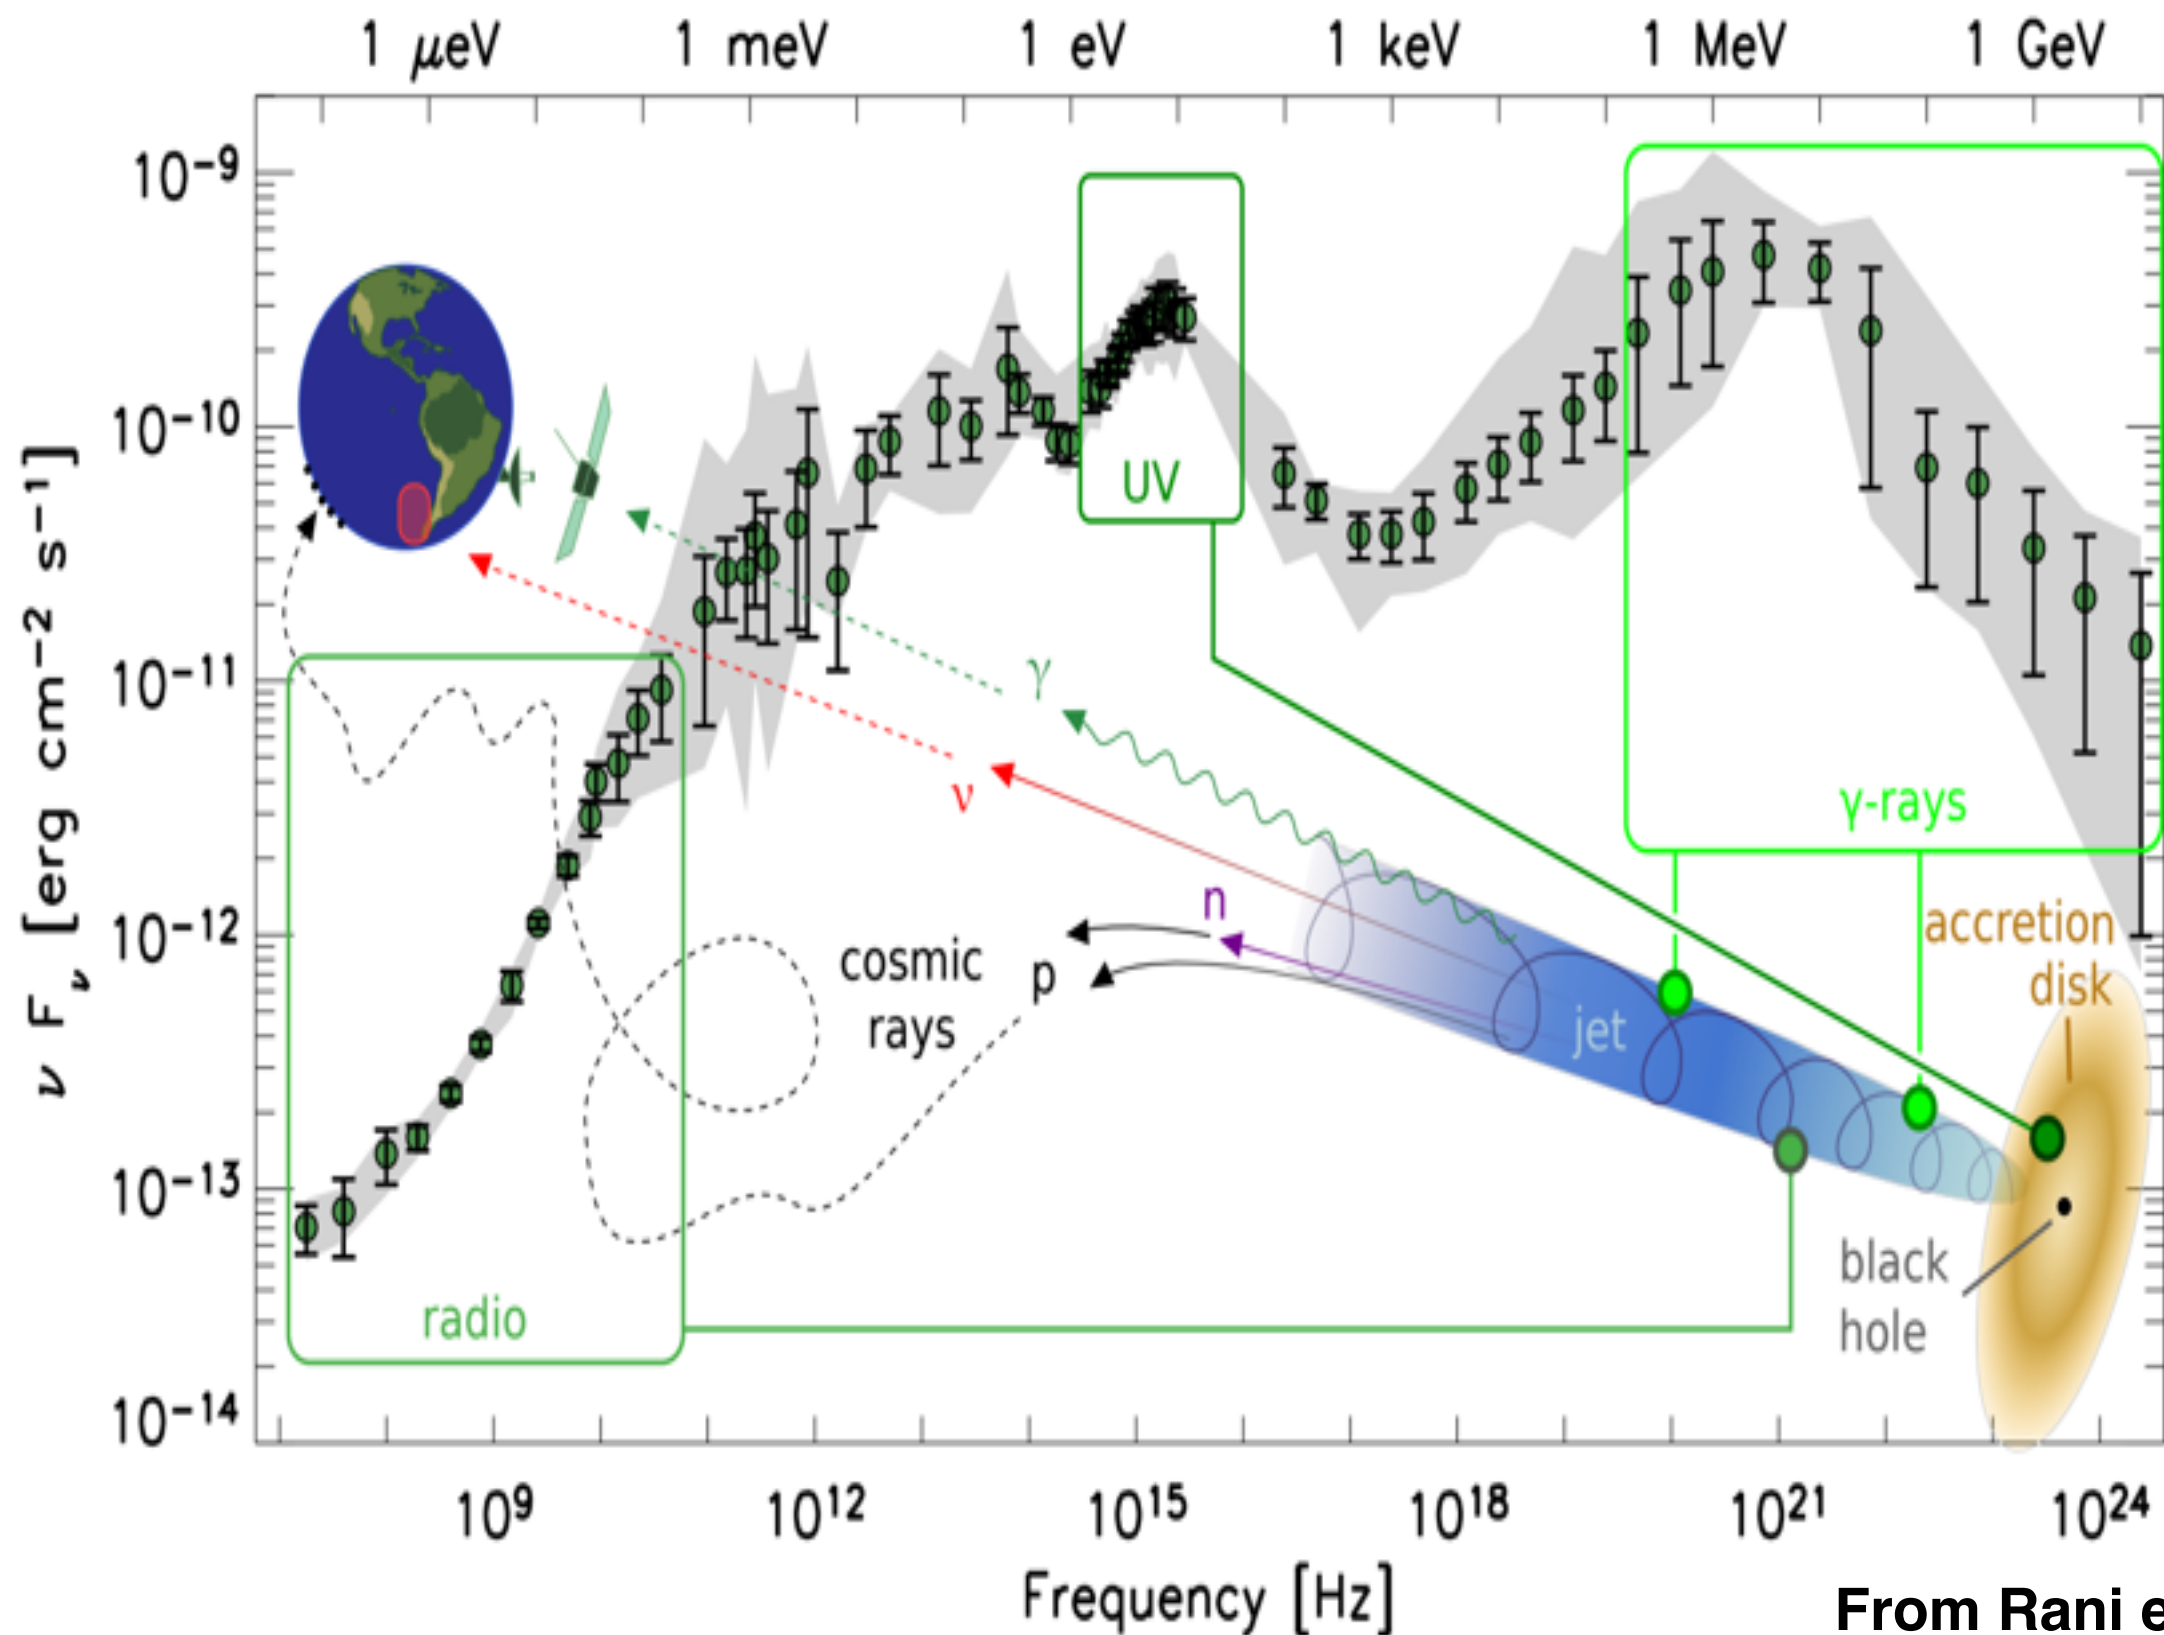 1 μeV 1 meV 1 eV 1 keV 1 MeV 1 GeV
10⁻⁹
10⁻¹⁰
10⁻¹¹
10⁻¹²
10⁻¹³
10⁻¹⁴
ν Fν [erg cm⁻² s⁻¹]
UV
γ
ν
γ-rays
n
cosmic
rays
p
jet
accretion
disk
black
hole
radio
10⁹ 10¹² 10¹⁵ 10¹⁸ 10²¹ 10²⁴
Frequency [Hz]
From Rani e